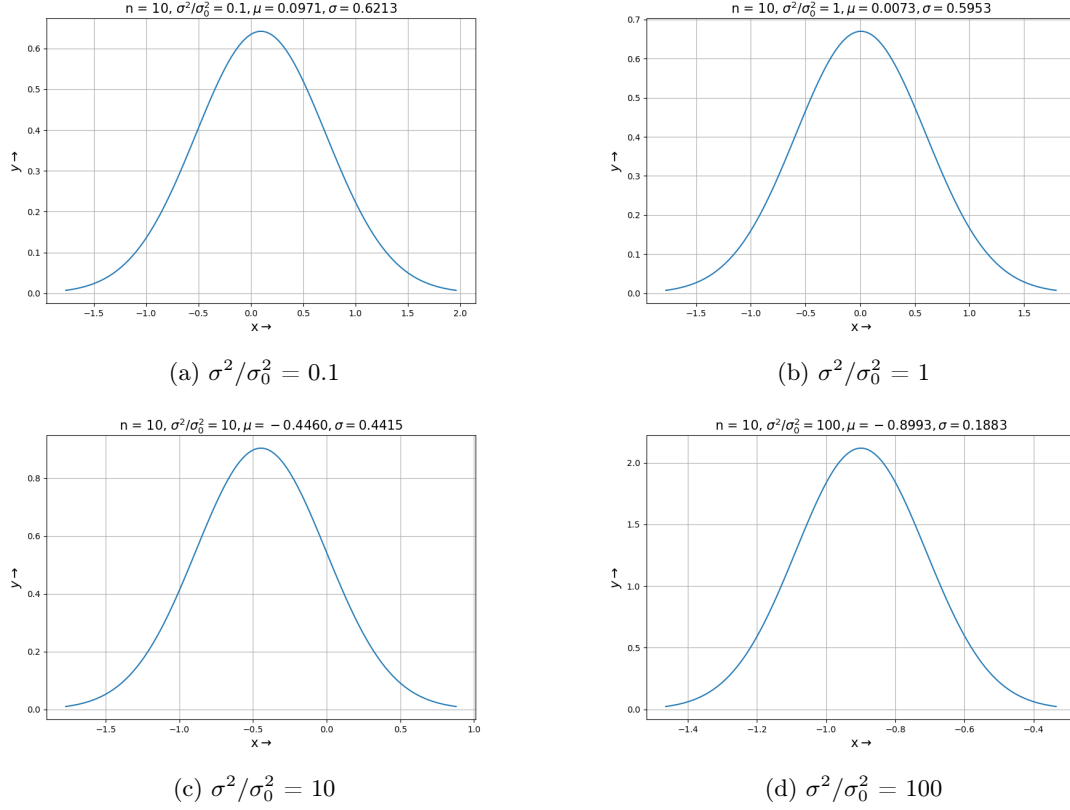 n = 10, σ²/σ₀² = 0.1, μ = 0.0971, σ = 0.6213
0.6
0.5
0.4
0.3
0.2
0.1
0.0
y →
−1.5 −1.0 −0.5 0.0 0.5 1.0 1.5 2.0
x →
(a) σ²/σ₀² = 0.1
n = 10, σ²/σ₀² = 1, μ = 0.0073, σ = 0.5953
0.7
0.6
0.5
0.4
0.3
0.2
0.1
0.0
y →
−1.5 −1.0 −0.5 0.0 0.5 1.0 1.5
x →
(b) σ²/σ₀² = 1
n = 10, σ²/σ₀² = 10, μ = −0.4460, σ = 0.4415
0.8
0.6
0.4
0.2
0.0
y →
−1.5 −1.0 −0.5 0.0 0.5 1.0
x →
(c) σ²/σ₀² = 10
n = 10, σ²/σ₀² = 100, μ = −0.8993, σ = 0.1883
2.0
1.5
1.0
0.5
0.0
y →
−1.4 −1.2 −1.0 −0.8 −0.6 −0.4
x →
(d) σ²/σ₀² = 100